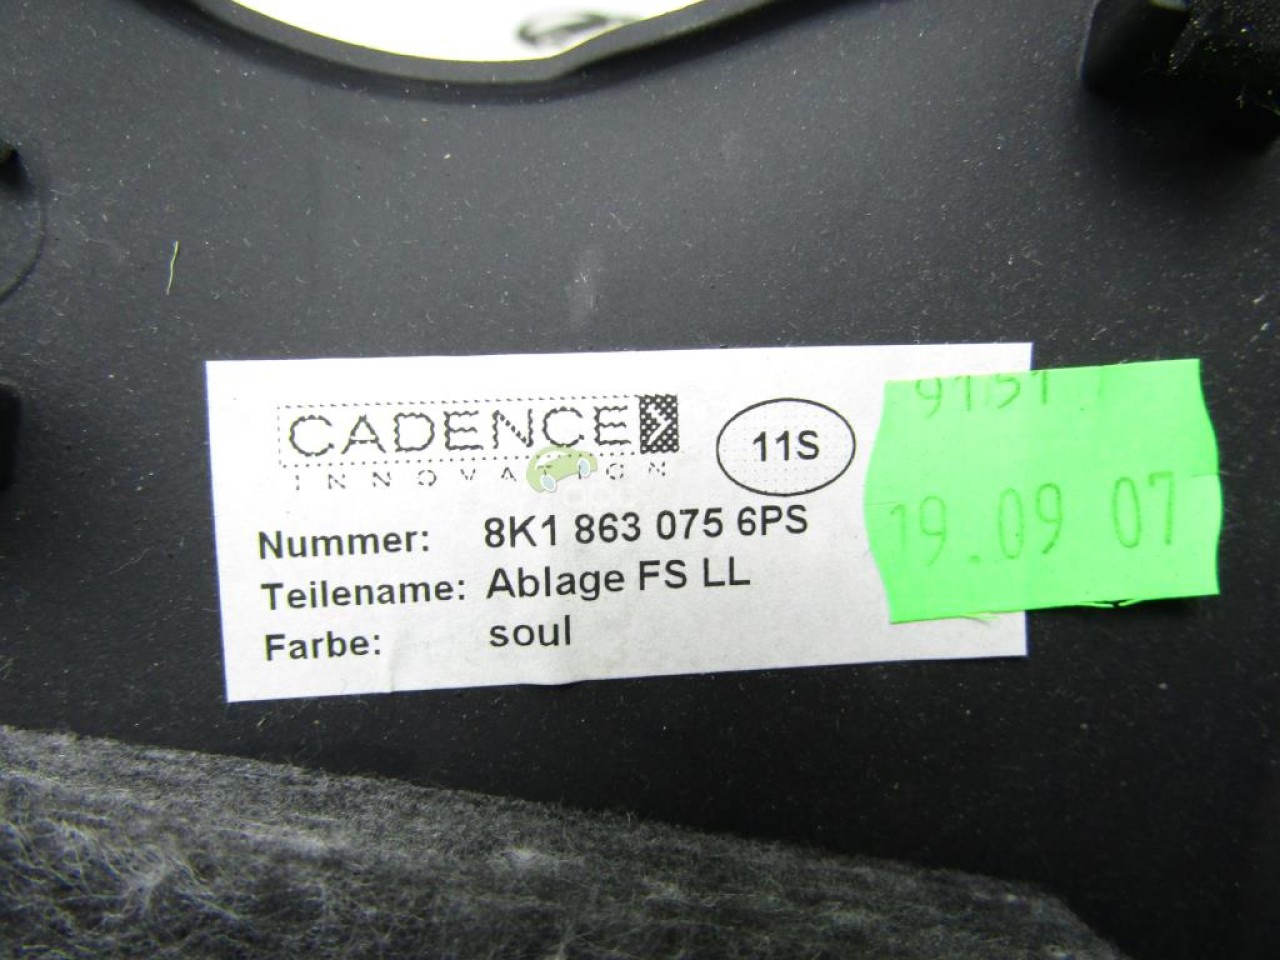 CADENCE
INNOVATION
11S
Nummer: 8K1 863 075 6PS
Teilename: Ablage FS LL
Farbe: soul
19.09 07